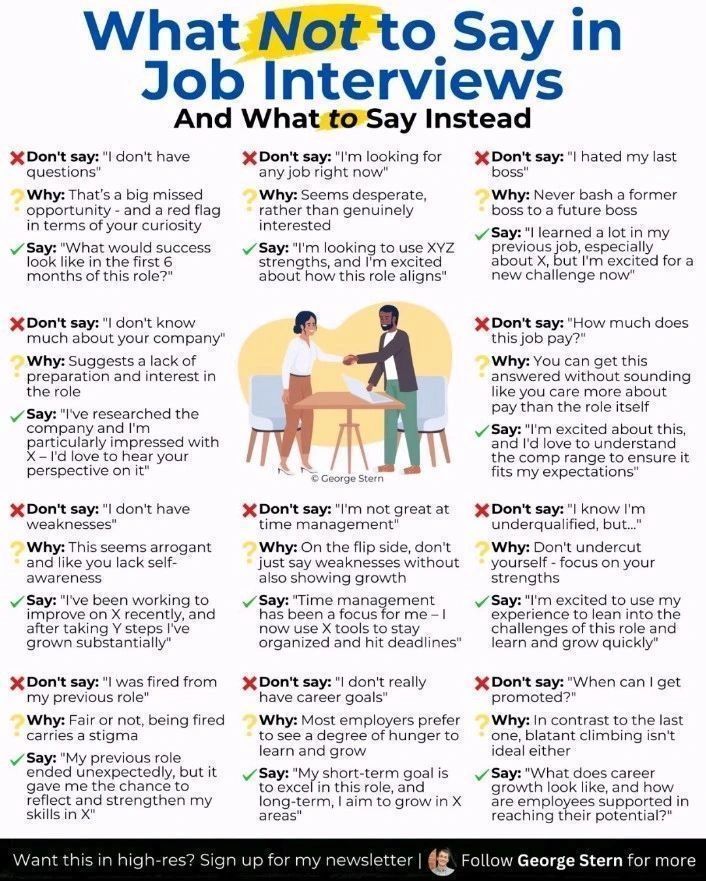 What Not to Say in
Job Interviews
And What to Say Instead
Don't say: "I don't have
questions"
Why: That's a big missed
opportunity - and a red flag
in terms of your curiosity
Say: "What would success
look like in the first 6
months of this role?"
Don't say: "I'm looking for
any job right now"
Why: Seems desperate,
rather than genuinely
interested
Say: "I'm looking to use XYZ
strengths, and I'm excited
about how this role aligns"
Don't say: "I hated my last
boss"
Why: Never bash a former
boss to a future boss
Say: "I learned a lot in my
previous job, especially
about X, but I'm excited for a
new challenge now"
Don't say: "I don't know
much about your company"
Why: Suggests a lack of
preparation and interest in
the role
Say: "I've researched the
company and I'm
particularly impressed with
X – I'd love to hear your
perspective on it"
© George Stern
Don't say: "How much does
this job pay?"
Why: You can get this
answered without sounding
like you care more about
pay than the role itself
Say: "I'm excited about this,
and I'd love to understand
the comp range to ensure it
fits my expectations"
Don't say: "I don't have
weaknesses"
Why: This seems arrogant
and like you lack self-
awareness
Say: "I've been working to
improve on X recently, and
after taking Y steps I've
grown substantially"
Don't say: "I'm not great at
time management"
Why: On the flip side, don't
just say weaknesses without
also showing growth
Say: "Time management
has been a focus for me – I
now use X tools to stay
organized and hit deadlines"
Don't say: "I know I'm
underqualified, but..."
Why: Don't undercut
yourself - focus on your
strengths
Say: "I'm excited to use my
experience to lean into the
challenges of this role and
learn and grow quickly"
Don't say: "I was fired from
my previous role"
Why: Fair or not, being fired
carries a stigma
Say: "My previous role
ended unexpectedly, but it
gave me the chance to
reflect and strengthen my
skills in X"
Don't say: "I don't really
have career goals"
Why: Most employers prefer
to see a degree of hunger to
learn and grow
Say: "My short-term goal is
to excel in this role, and
long-term, I aim to grow in X
areas"
Don't say: "When can I get
promoted?"
Why: In contrast to the last
one, blatant climbing isn't
ideal either
Say: "What does career
growth look like, and how
are employees supported in
reaching their potential?"
Want this in high-res? Sign up for my newsletter | Follow George Stern for more